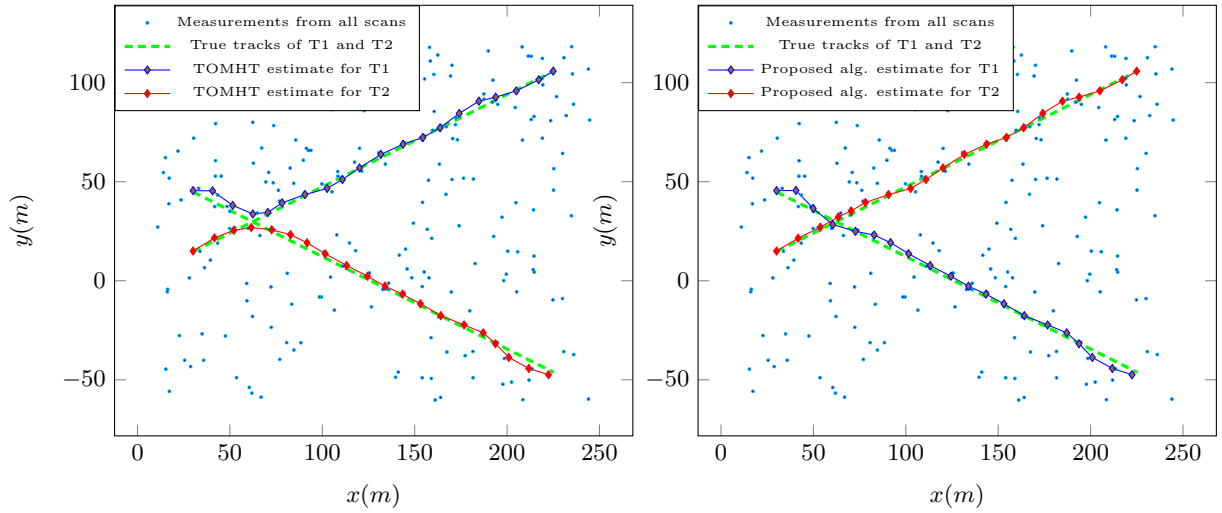 Measurements from all scans
True tracks of T1 and T2
TOMHT estimate for T1
TOMHT estimate for T2
100
50
0
−50
y(m)
0 50 100 150 200 250
x(m)
Measurements from all scans
True tracks of T1 and T2
Proposed alg. estimate for T1
Proposed alg. estimate for T2
100
50
0
−50
y(m)
0 50 100 150 200 250
x(m)